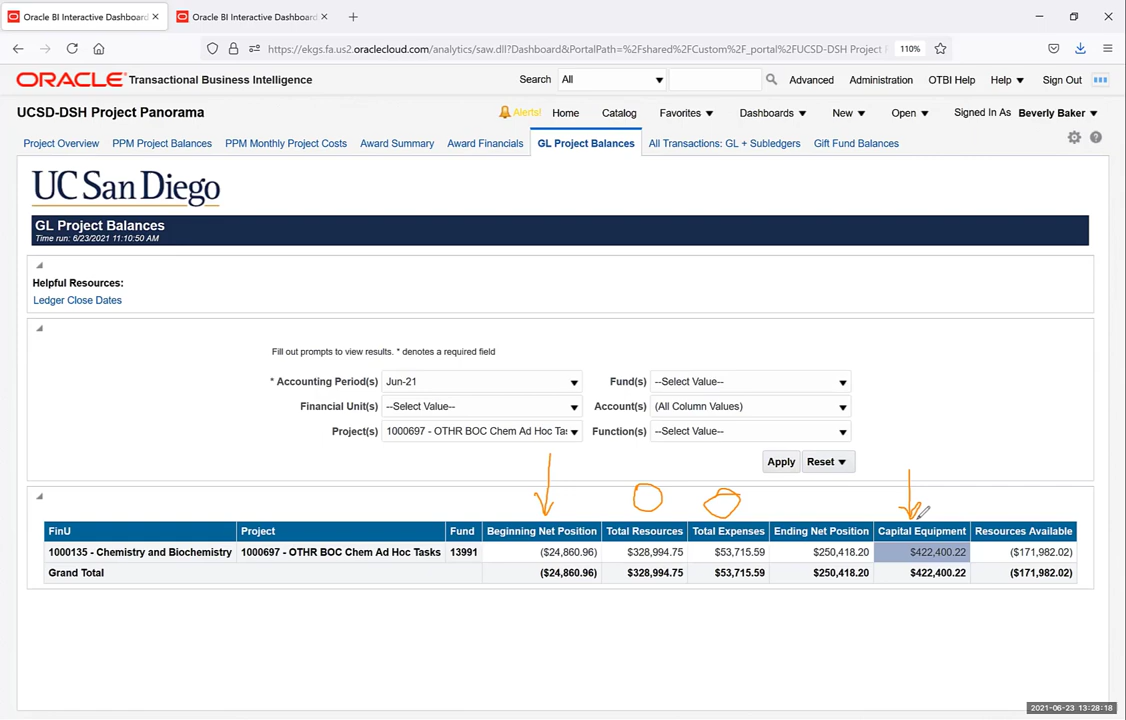 Oracle BI Interactive Dashboard × Oracle BI Interactive Dashboard × +
https://ekgs.fa.us2.oraclecloud.com/analytics/saw.dll?Dashboard&PortalPath=%2Fshared%2FCustom%2F_portal%2FUCSD-DSH Project 110%
ORACLE Transactional Business Intelligence Search All Advanced Administration OTBI Help Help Sign Out
UCSD-DSH Project Panorama Alerts! Home Catalog Favorites Dashboards New Open Signed In As Beverly Baker
Project Overview PPM Project Balances PPM Monthly Project Costs Award Summary Award Financials GL Project Balances All Transactions: GL + Subledgers Gift Fund Balances
UC San Diego
GL Project Balances
Time run: 6/23/2021 11:10:50 AM
Helpful Resources:
Ledger Close Dates
Fill out prompts to view results. * denotes a required field
* Accounting Period(s) Jun-21 Fund(s) --Select Value--
Financial Unit(s) --Select Value-- Account(s) (All Column Values)
Project(s) 1000697 - OTHR BOC Chem Ad Hoc Tas Function(s) --Select Value--
Apply Reset
FinU Project Fund Beginning Net Position Total Resources Total Expenses Ending Net Position Capital Equipment Resources Available
1000135 - Chemistry and Biochemistry 1000697 - OTHR BOC Chem Ad Hoc Tasks 13991 ($24,860.96) $328,994.75 $53,715.59 $250,418.20 $422,400.22 ($171,982.02)
Grand Total ($24,860.96) $328,994.75 $53,715.59 $250,418.20 $422,400.22 ($171,982.02)
2021-06-23 13:28:18